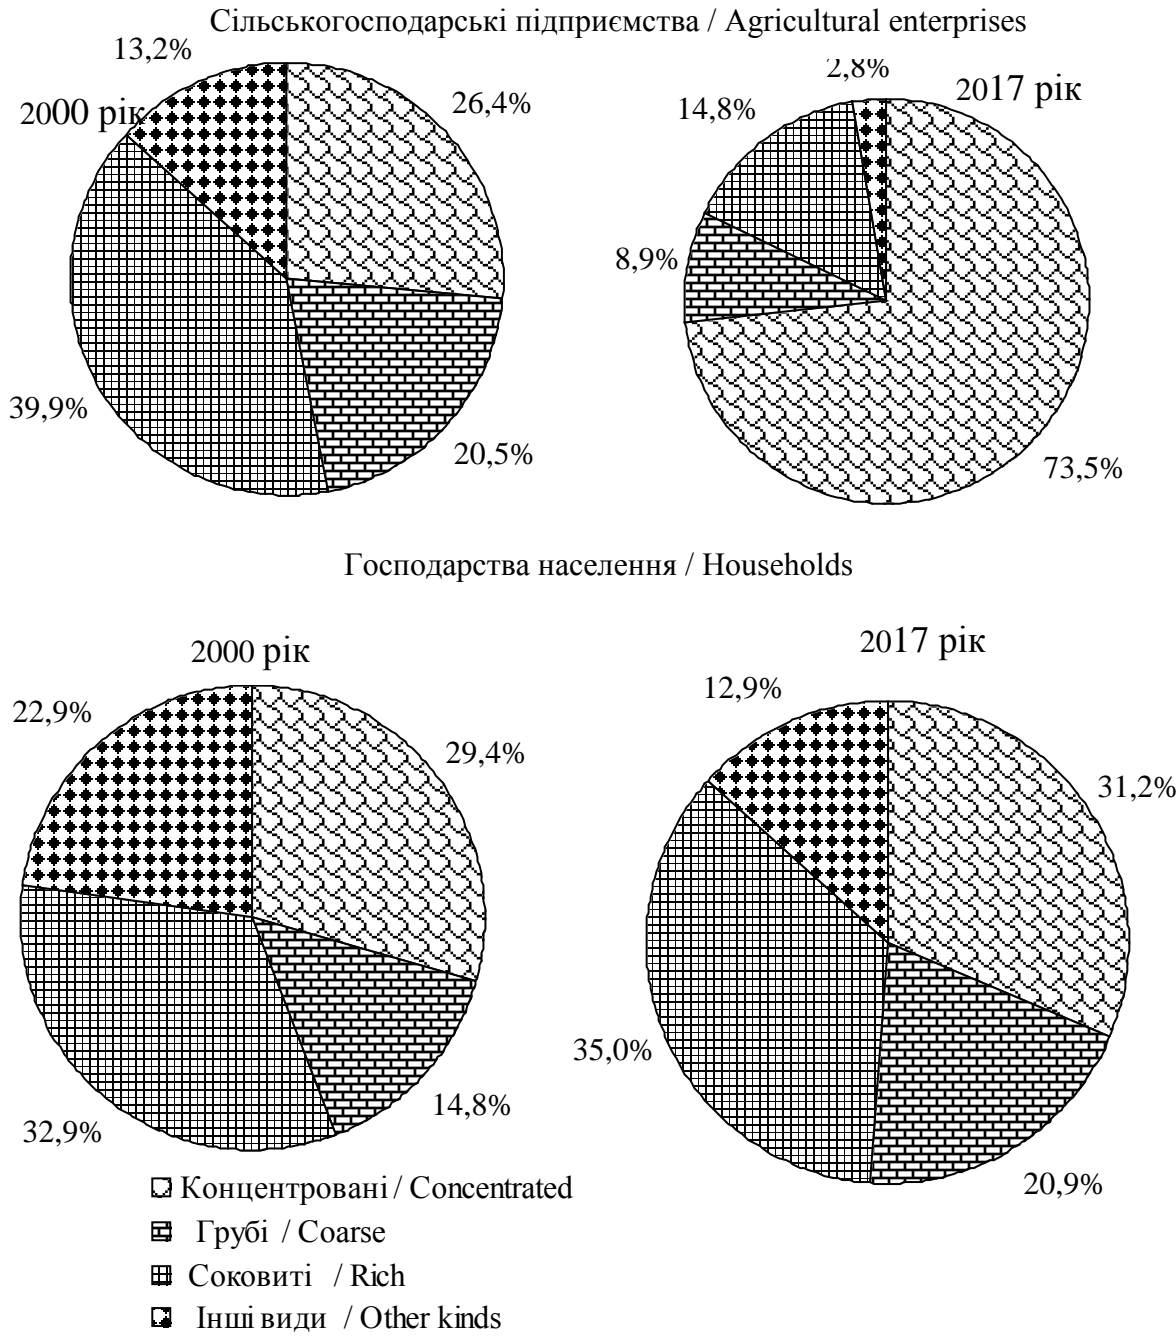 Сільськогосподарські підприємства / Agricultural enterprises
13,2%
2,8%
2000 рік
26,4%
14,8%
2017 рік
8,9%
39,9%
20,5%
73,5%
Господарства населення / Households
2000 рік
2017 рік
22,9%
29,4%
12,9%
31,2%
32,9%
14,8%
35,0%
20,9%
Концентровані / Concentrated
Грубі / Coarse
Соковиті / Rich
Інші види / Other kinds